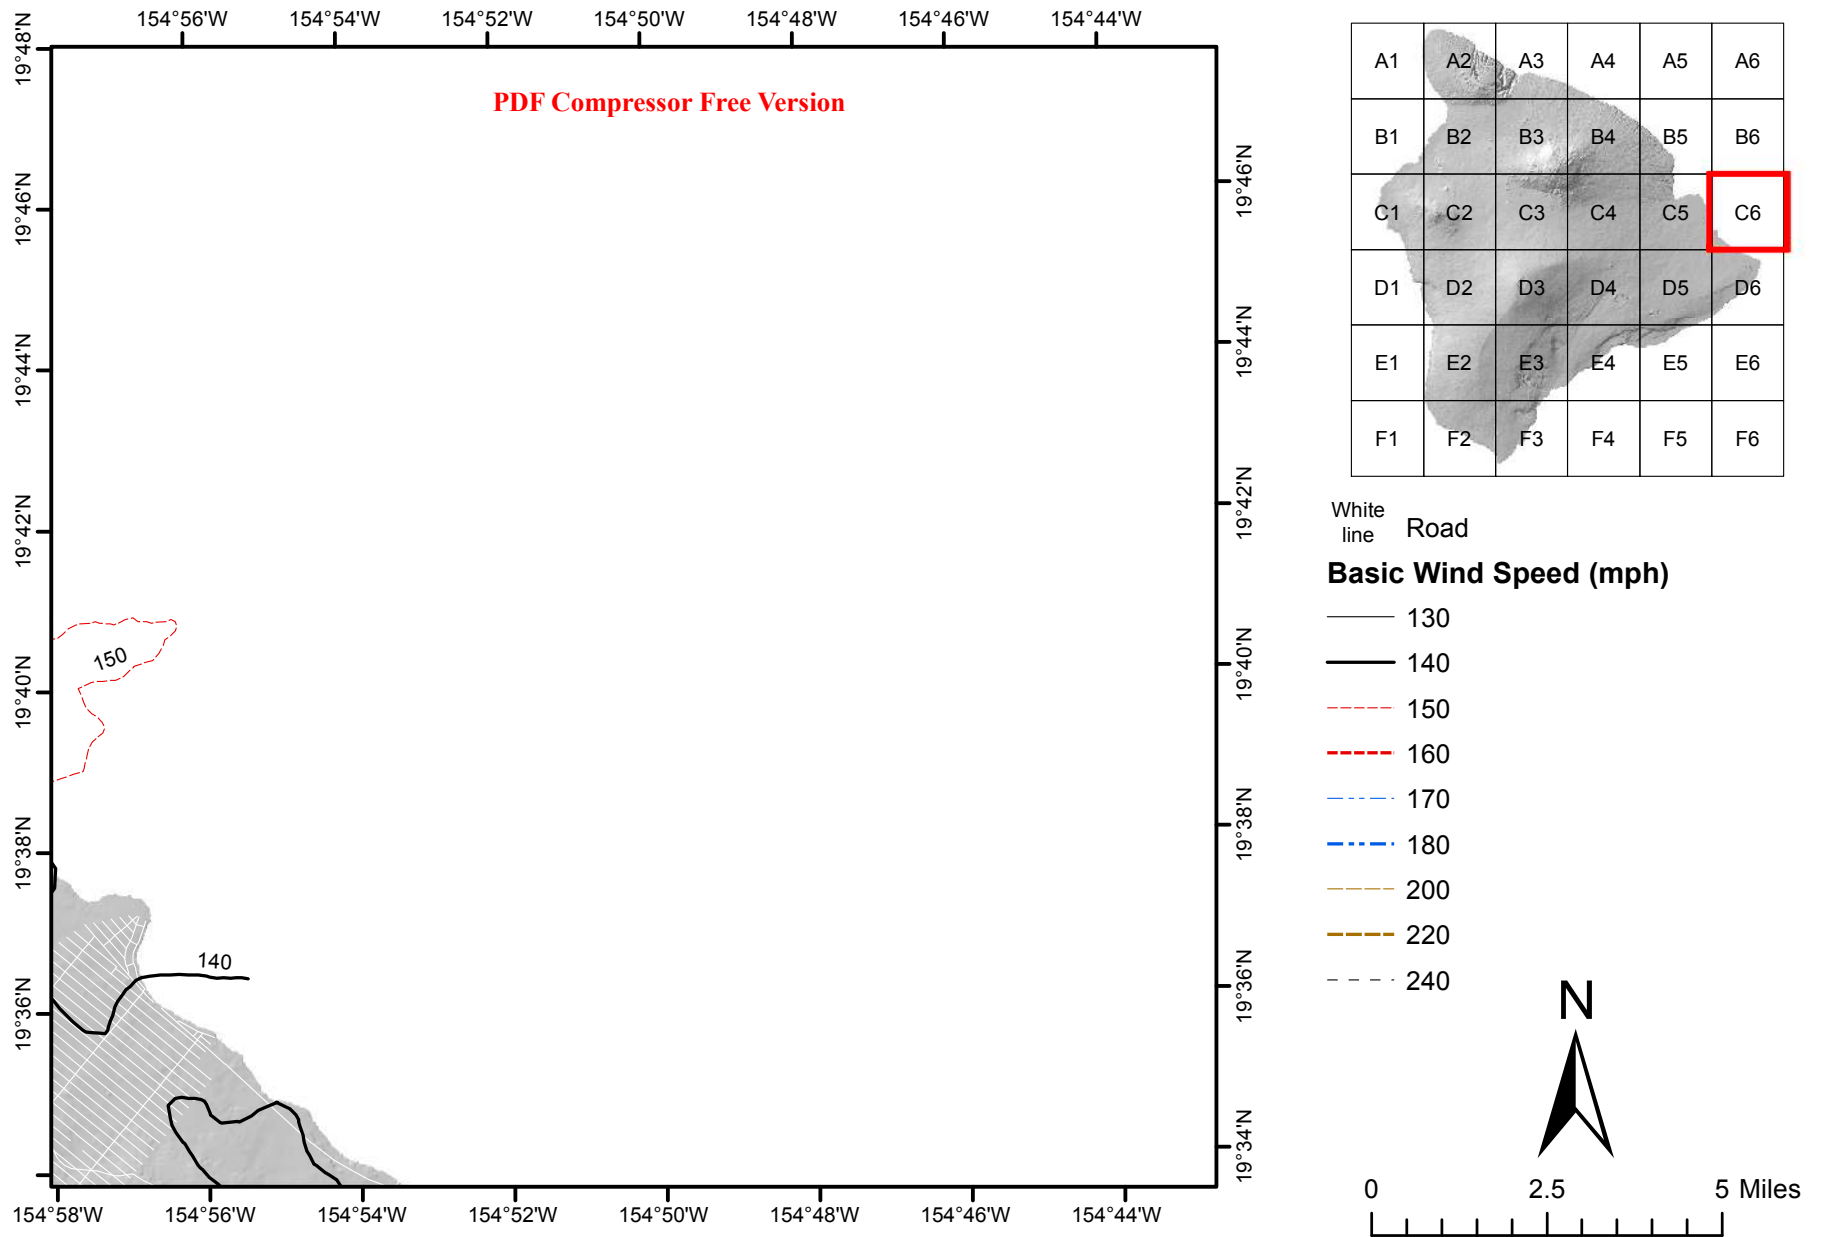 154°56'W 154°54'W 154°52'W 154°50'W 154°48'W 154°46'W 154°44'W
19°48'N
19°46'N
19°44'N
19°42'N
19°40'N
19°38'N
19°36'N
PDF Compressor Free Version
150
140
19°46'N
19°44'N
19°42'N
19°40'N
19°38'N
19°36'N
19°34'N
154°58'W 154°56'W 154°54'W 154°52'W 154°50'W 154°48'W 154°46'W 154°44'W
A1 A2 A3 A4 A5 A6
B1 B2 B3 B4 B5 B6
C1 C2 C3 C4 C5 C6
D1 D2 D3 D4 D5 D6
E1 E2 E3 E4 E5 E6
F1 F2 F3 F4 F5 F6
White
line Road
Basic Wind Speed (mph)
130
140
150
160
170
180
200
220
240
N
0 2.5 5 Miles